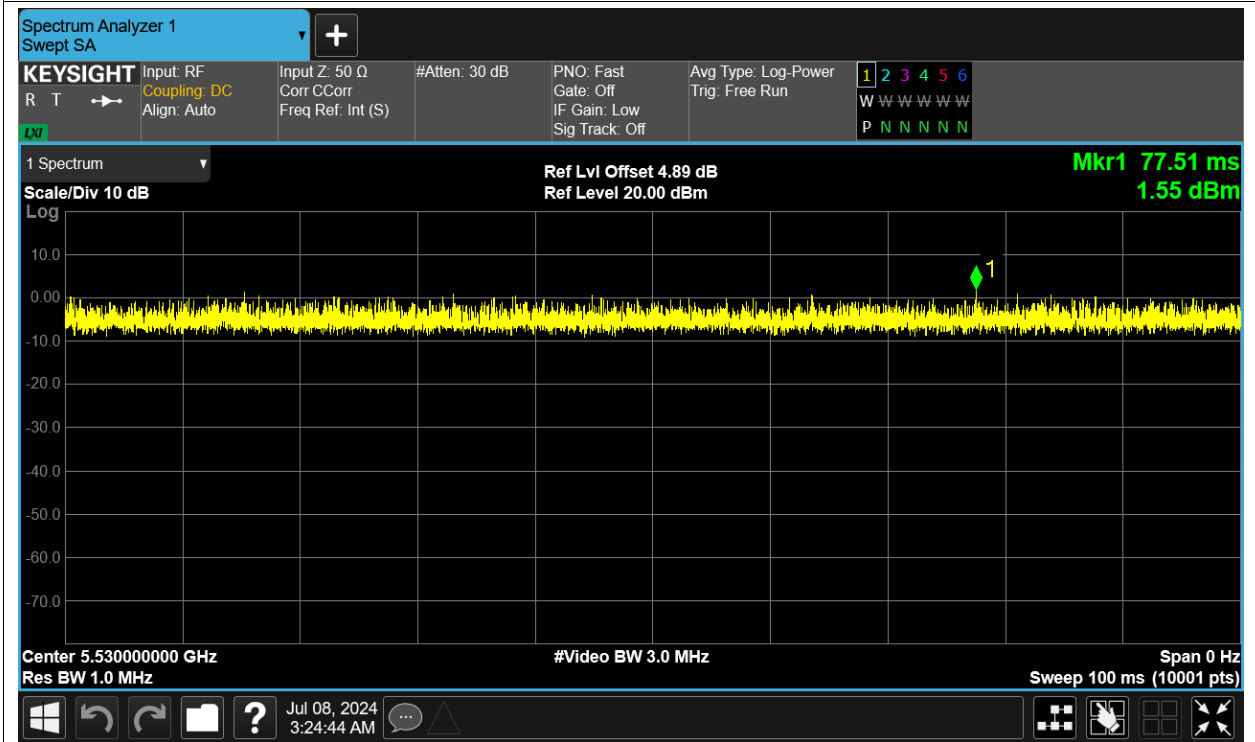 Spectrum Analyzer 1
Swept SA
KEYSIGHT
R T
LXI
Input: RF
Coupling: DC
Align: Auto
Input Z: 50 Ω
Corr CCorr
Freq Ref: Int (S)
#Atten: 30 dB
PNO: Fast
Gate: Off
IF Gain: Low
Sig Track: Off
Avg Type: Log-Power
Trig: Free Run
1 2 3 4 5 6
W W W W W W
P N N N N N
1 Spectrum
Scale/Div 10 dB
Log
Ref Lvl Offset 4.89 dB
Ref Level 20.00 dBm
Mkr1 77.51 ms
1.55 dBm
10.0
0.00
-10.0
-20.0
-30.0
-40.0
-50.0
-60.0
-70.0
1
Center 5.530000000 GHz
Res BW 1.0 MHz
#Video BW 3.0 MHz
Span 0 Hz
Sweep 100 ms (10001 pts)
?
Jul 08, 2024
3:24:44 AM